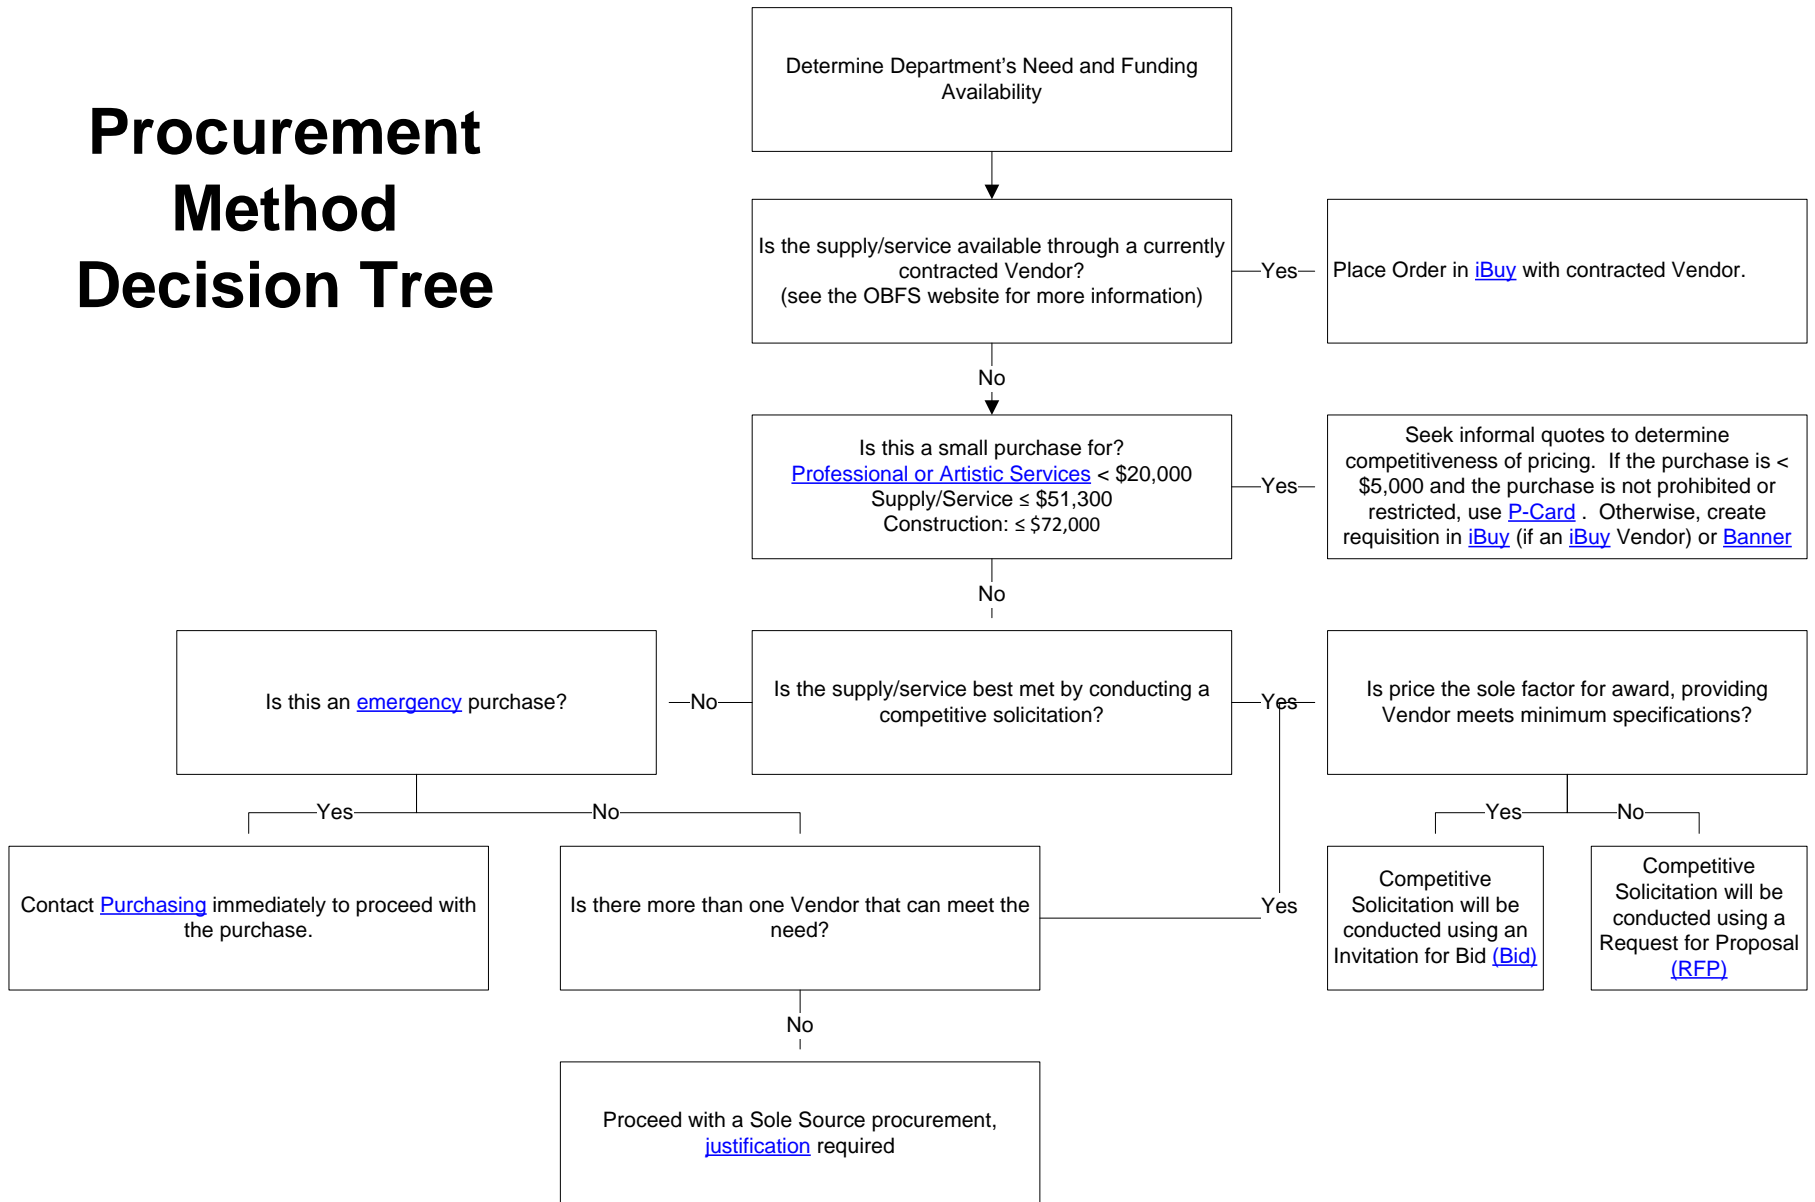 Procurement
Method
Decision Tree
Determine Department's Need and Funding
Availability
Is the supply/service available through a currently
contracted Vendor?
(see the OBFS website for more information)
Yes
Place Order in iBuy with contracted Vendor.
No
Is this a small purchase for?
Professional or Artistic Services < $20,000
Supply/Service ≤ $51,300
Construction: ≤ $72,000
Yes
Seek informal quotes to determine
competitiveness of pricing.  If the purchase is <
$5,000 and the purchase is not prohibited or
restricted, use P-Card .  Otherwise, create
requisition in iBuy (if an iBuy Vendor) or Banner
No
Is this an emergency purchase?
No
Is the supply/service best met by conducting a
competitive solicitation?
Yes
Is price the sole factor for award, providing
Vendor meets minimum specifications?
Yes
No
Yes
No
Contact Purchasing immediately to proceed with
the purchase.
Is there more than one Vendor that can meet the
need?
Yes
Competitive
Solicitation will be
conducted using an
Invitation for Bid (Bid)
Competitive
Solicitation will be
conducted using a
Request for Proposal
(RFP)
No
Proceed with a Sole Source procurement,
justification required